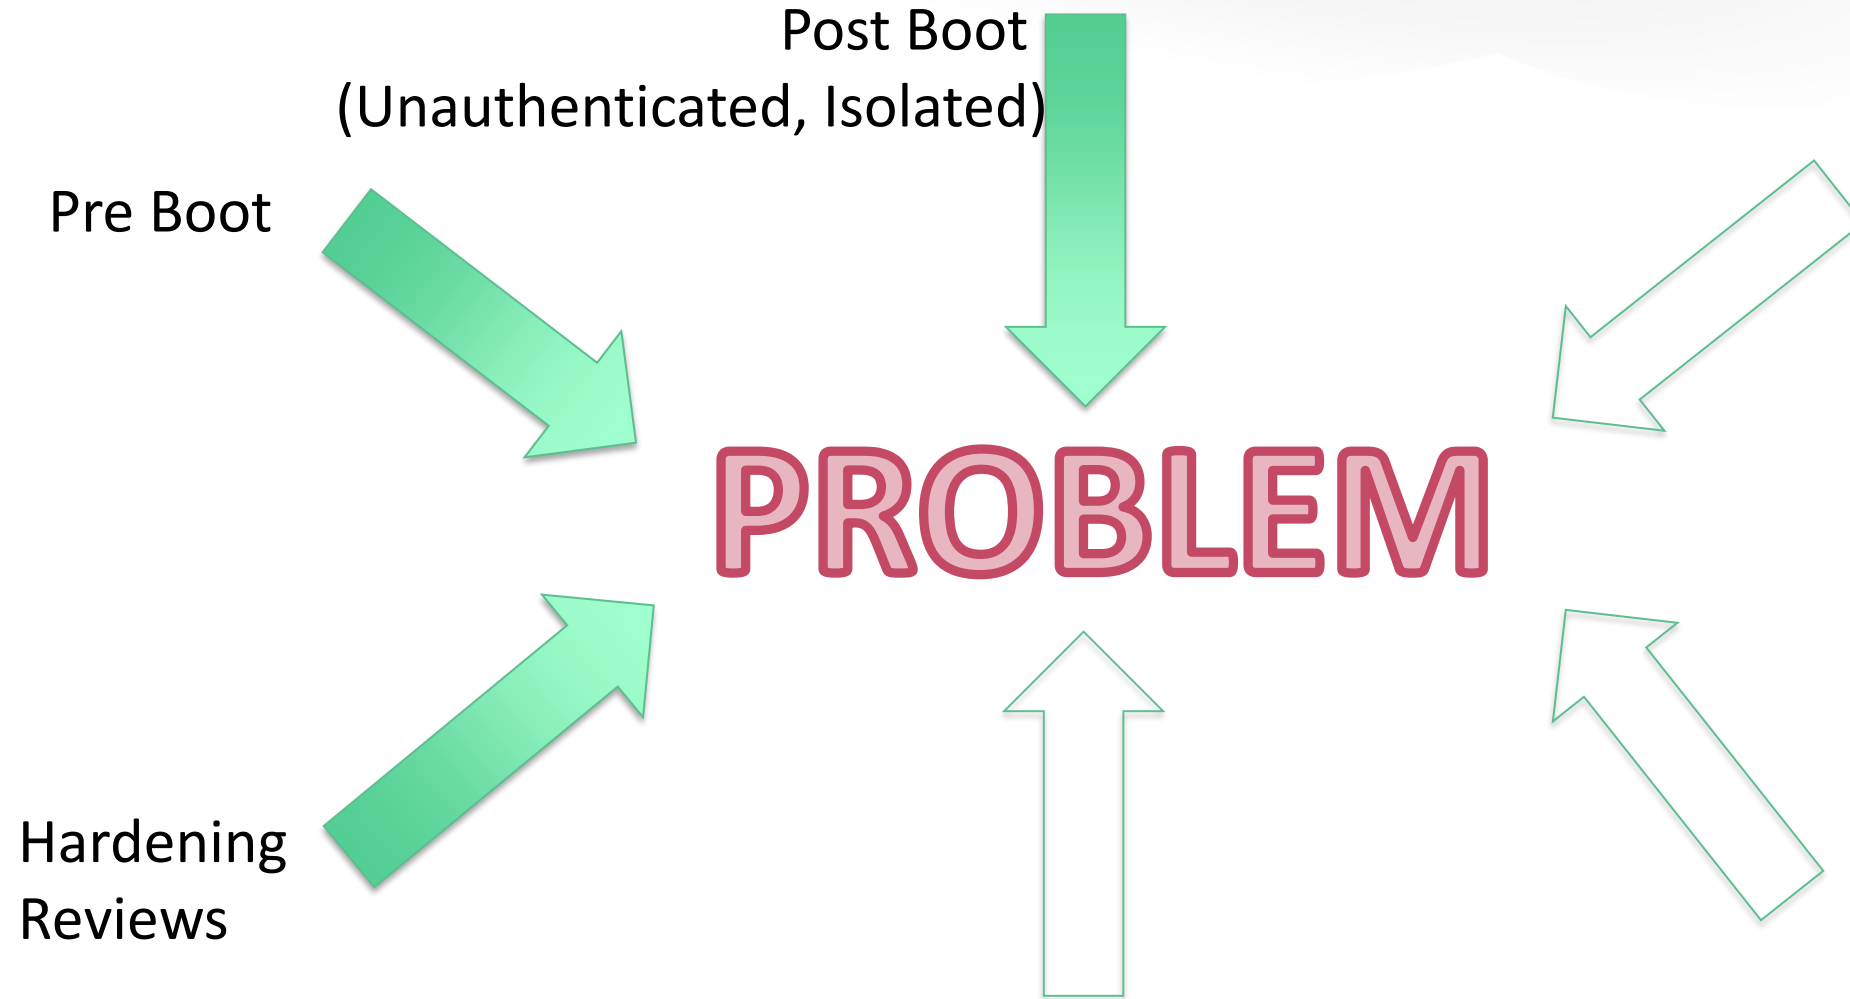 Post Boot
(Unauthenticated, Isolated)
Pre Boot
PROBLEM
Hardening
Reviews